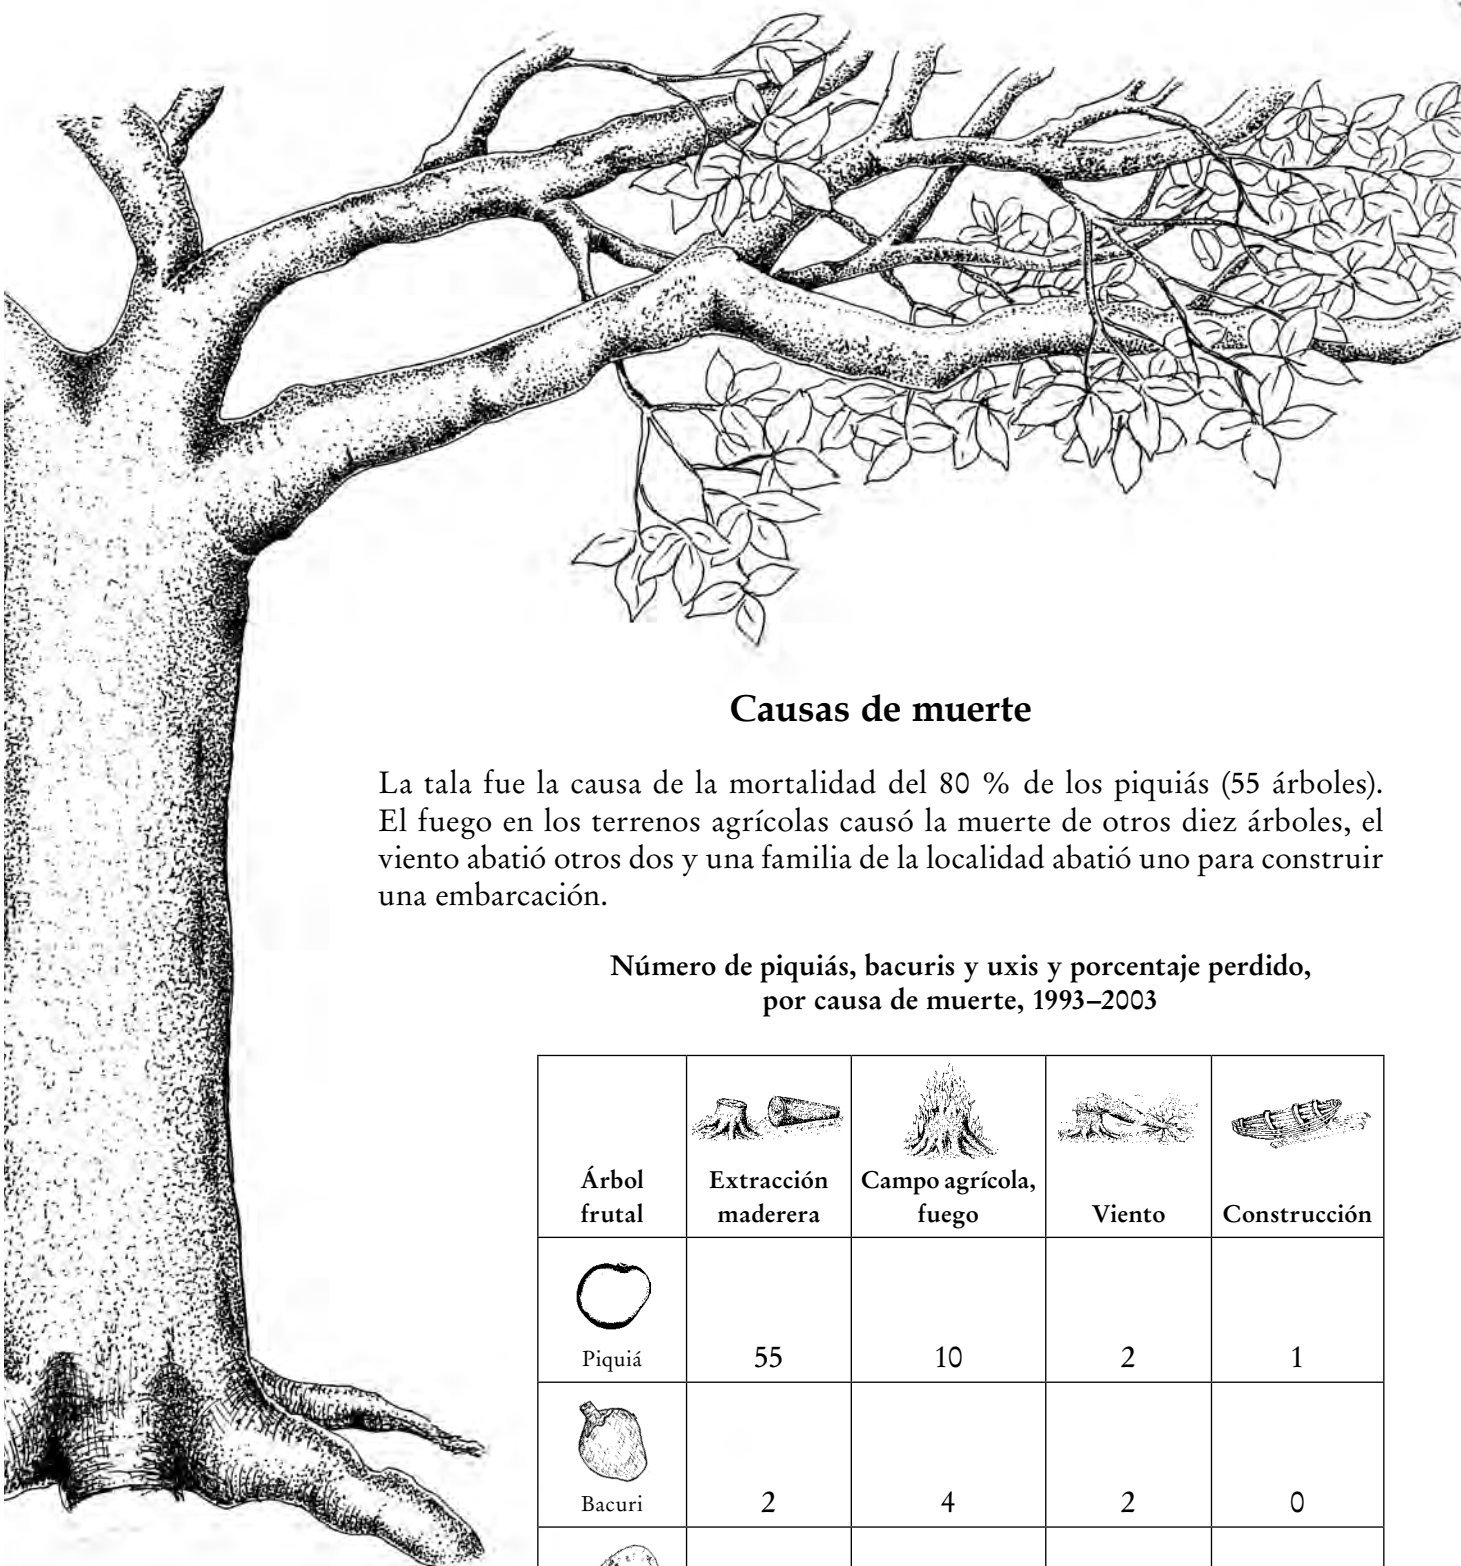 Causas de muerte
La tala fue la causa de la mortalidad del 80 % de los piquiás (55 árboles).
El fuego en los terrenos agrícolas causó la muerte de otros diez árboles, el
viento abatió otros dos y una familia de la localidad abatió uno para construir
una embarcación.
Número de piquiás, bacuris y uxis y porcentaje perdido,
por causa de muerte, 1993–2003
Árbol frutal
Extracción maderera
Campo agrícola, fuego
Viento
Construcción
Piquiá 55 10 2 1
Bacuri 2 4 2 0